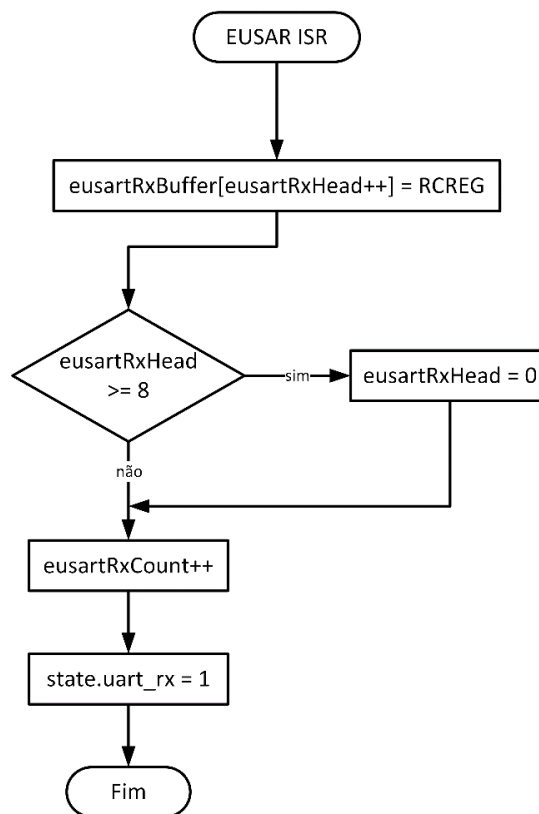 EUSAR ISR
eusartRxBuffer[eusartRxHead++] = RCREG
eusartRxHead
>= 8
sim
eusartRxHead = 0
não
eusartRxCount++
state.uart_rx = 1
Fim